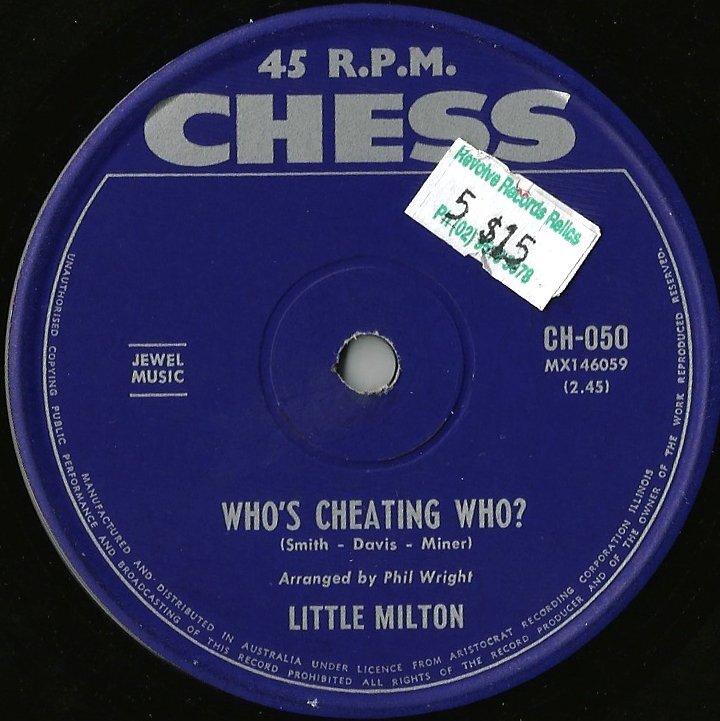 45 R.P.M.
CHESS
Revolve Records Relics
5 $15
PH(02)
CH-050
MX146059
(2.45)
JEWEL
MUSIC
WHO'S CHEATING WHO?
(Smith - Davis - Miner)
Arranged by Phil Wright
LITTLE MILTON
MANUFACTURED AND DISTRIBUTED IN AUSTRALIA UNDER LICENCE FROM ARISTOCRAT RECORDING CORPORATION ILLINOIS
UNAUTHORISED COPYING PUBLIC PERFORMANCE AND BROADCASTING OF THIS RECORD PROHIBITED ALL RIGHTS OF THE RECORD PRODUCER AND OF THE OWNER OF THE WORK REPRODUCED RESERVED.